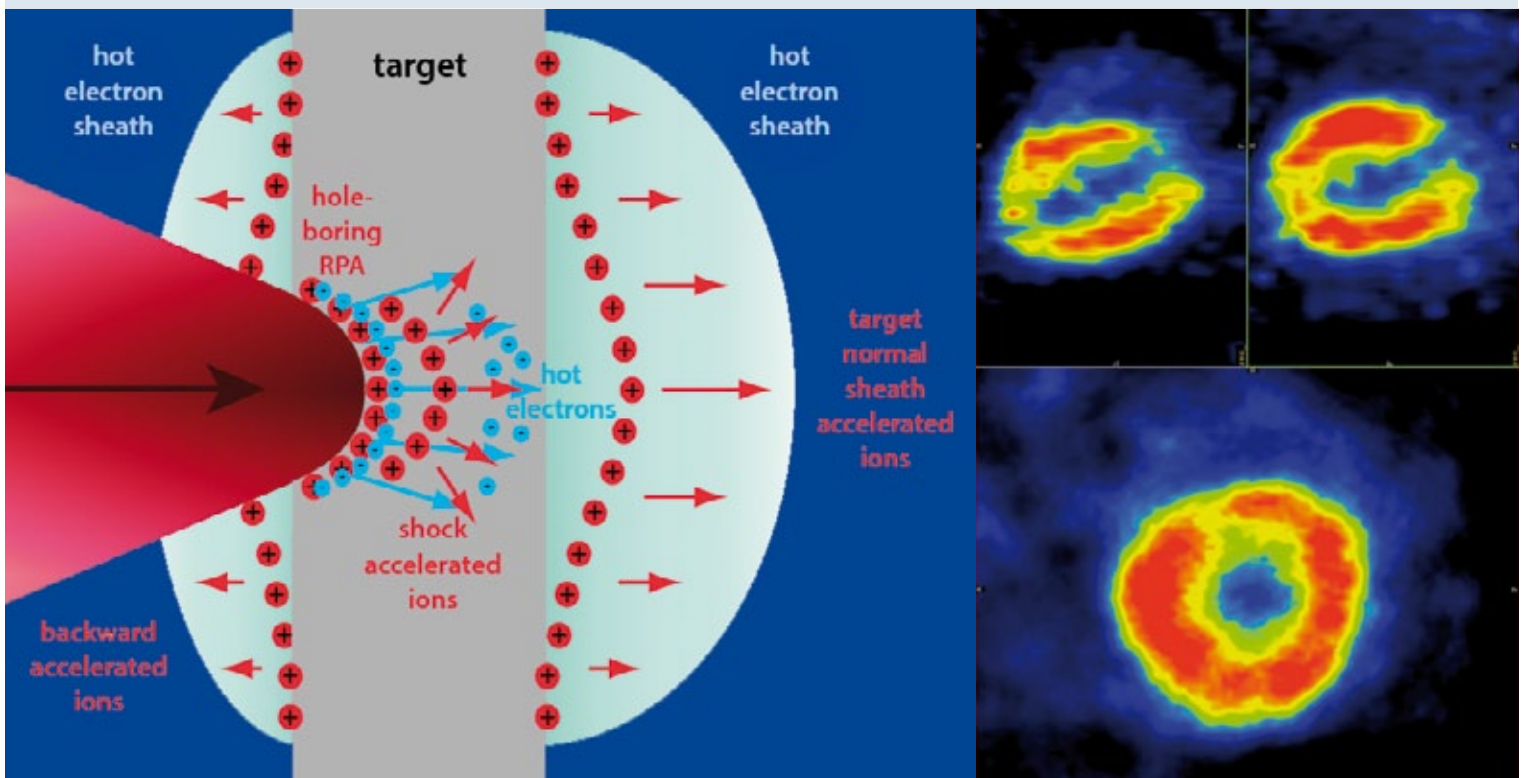 hot
electron
sheath
target
hot
electron
sheath
hole-
boring
RPA
hot
electrons
target
normal
sheath
accelerated
ions
shock
accelerated
ions
backward
accelerated
ions